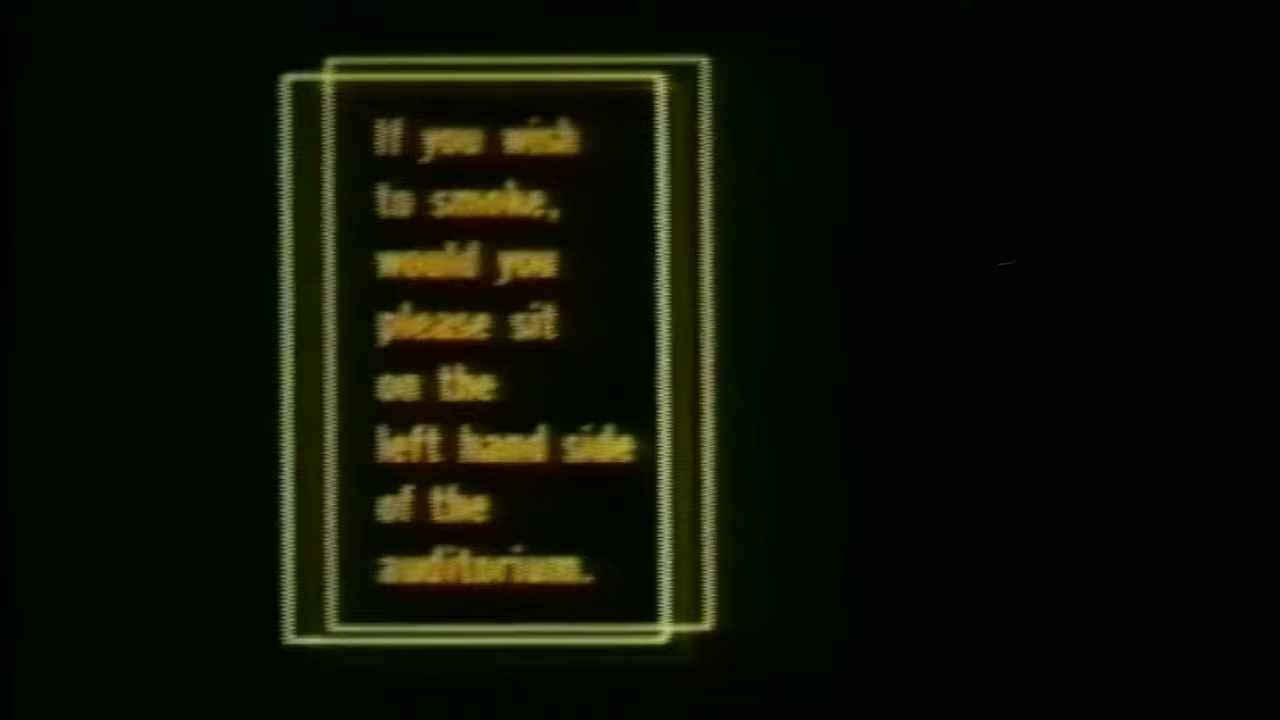 If you wish
to smoke,
would you
please sit
on the
left hand side
of the
auditorium.